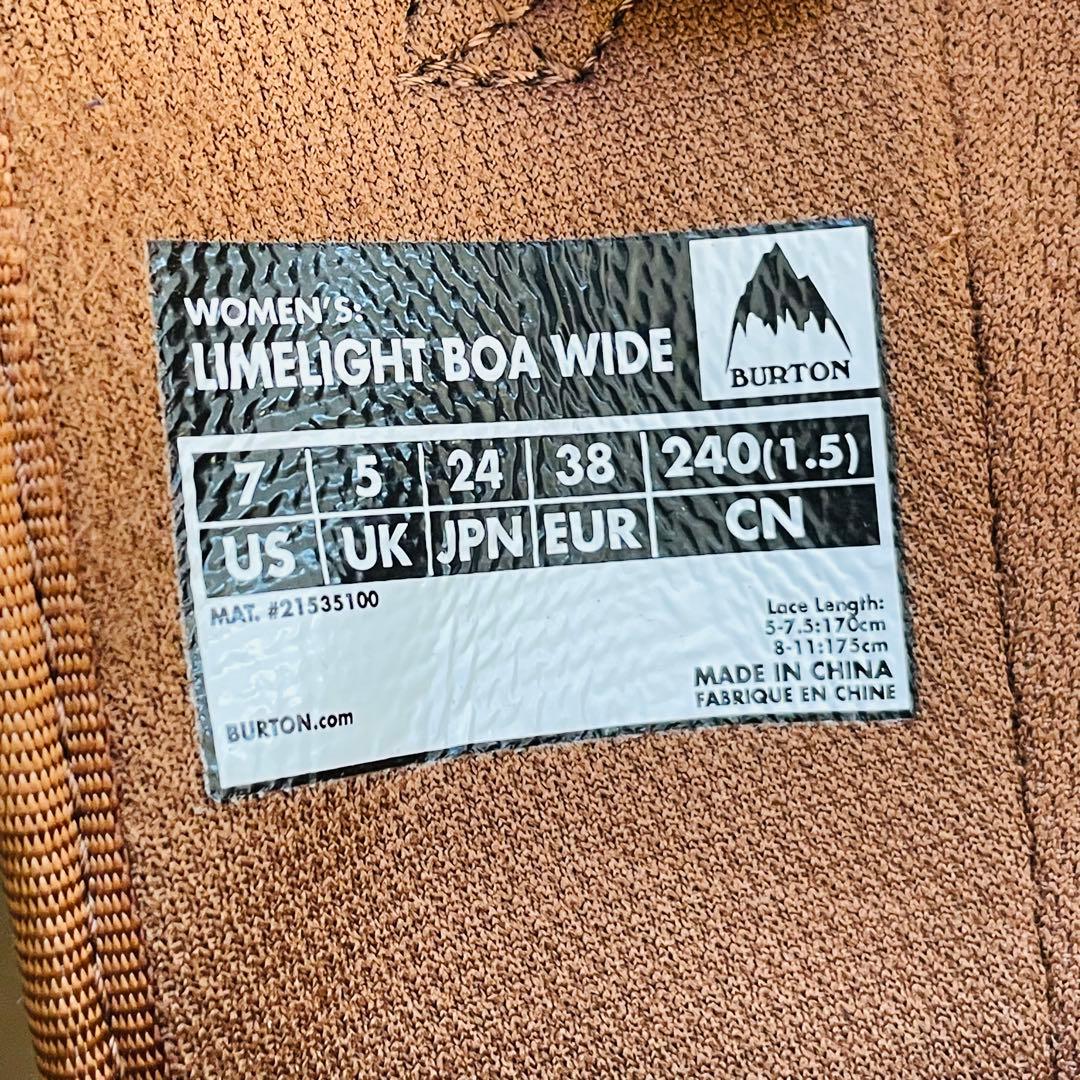 WOMEN'S:
LIMELIGHT BOA WIDE
BURTON
7 5 24 38 240(1.5)
US UK JPN EUR CN
MAT. #21535100
Lace Length:
5-7.5:170cm
8-11:175cm
MADE IN CHINA
FABRIQUE EN CHINE
BURTON.com